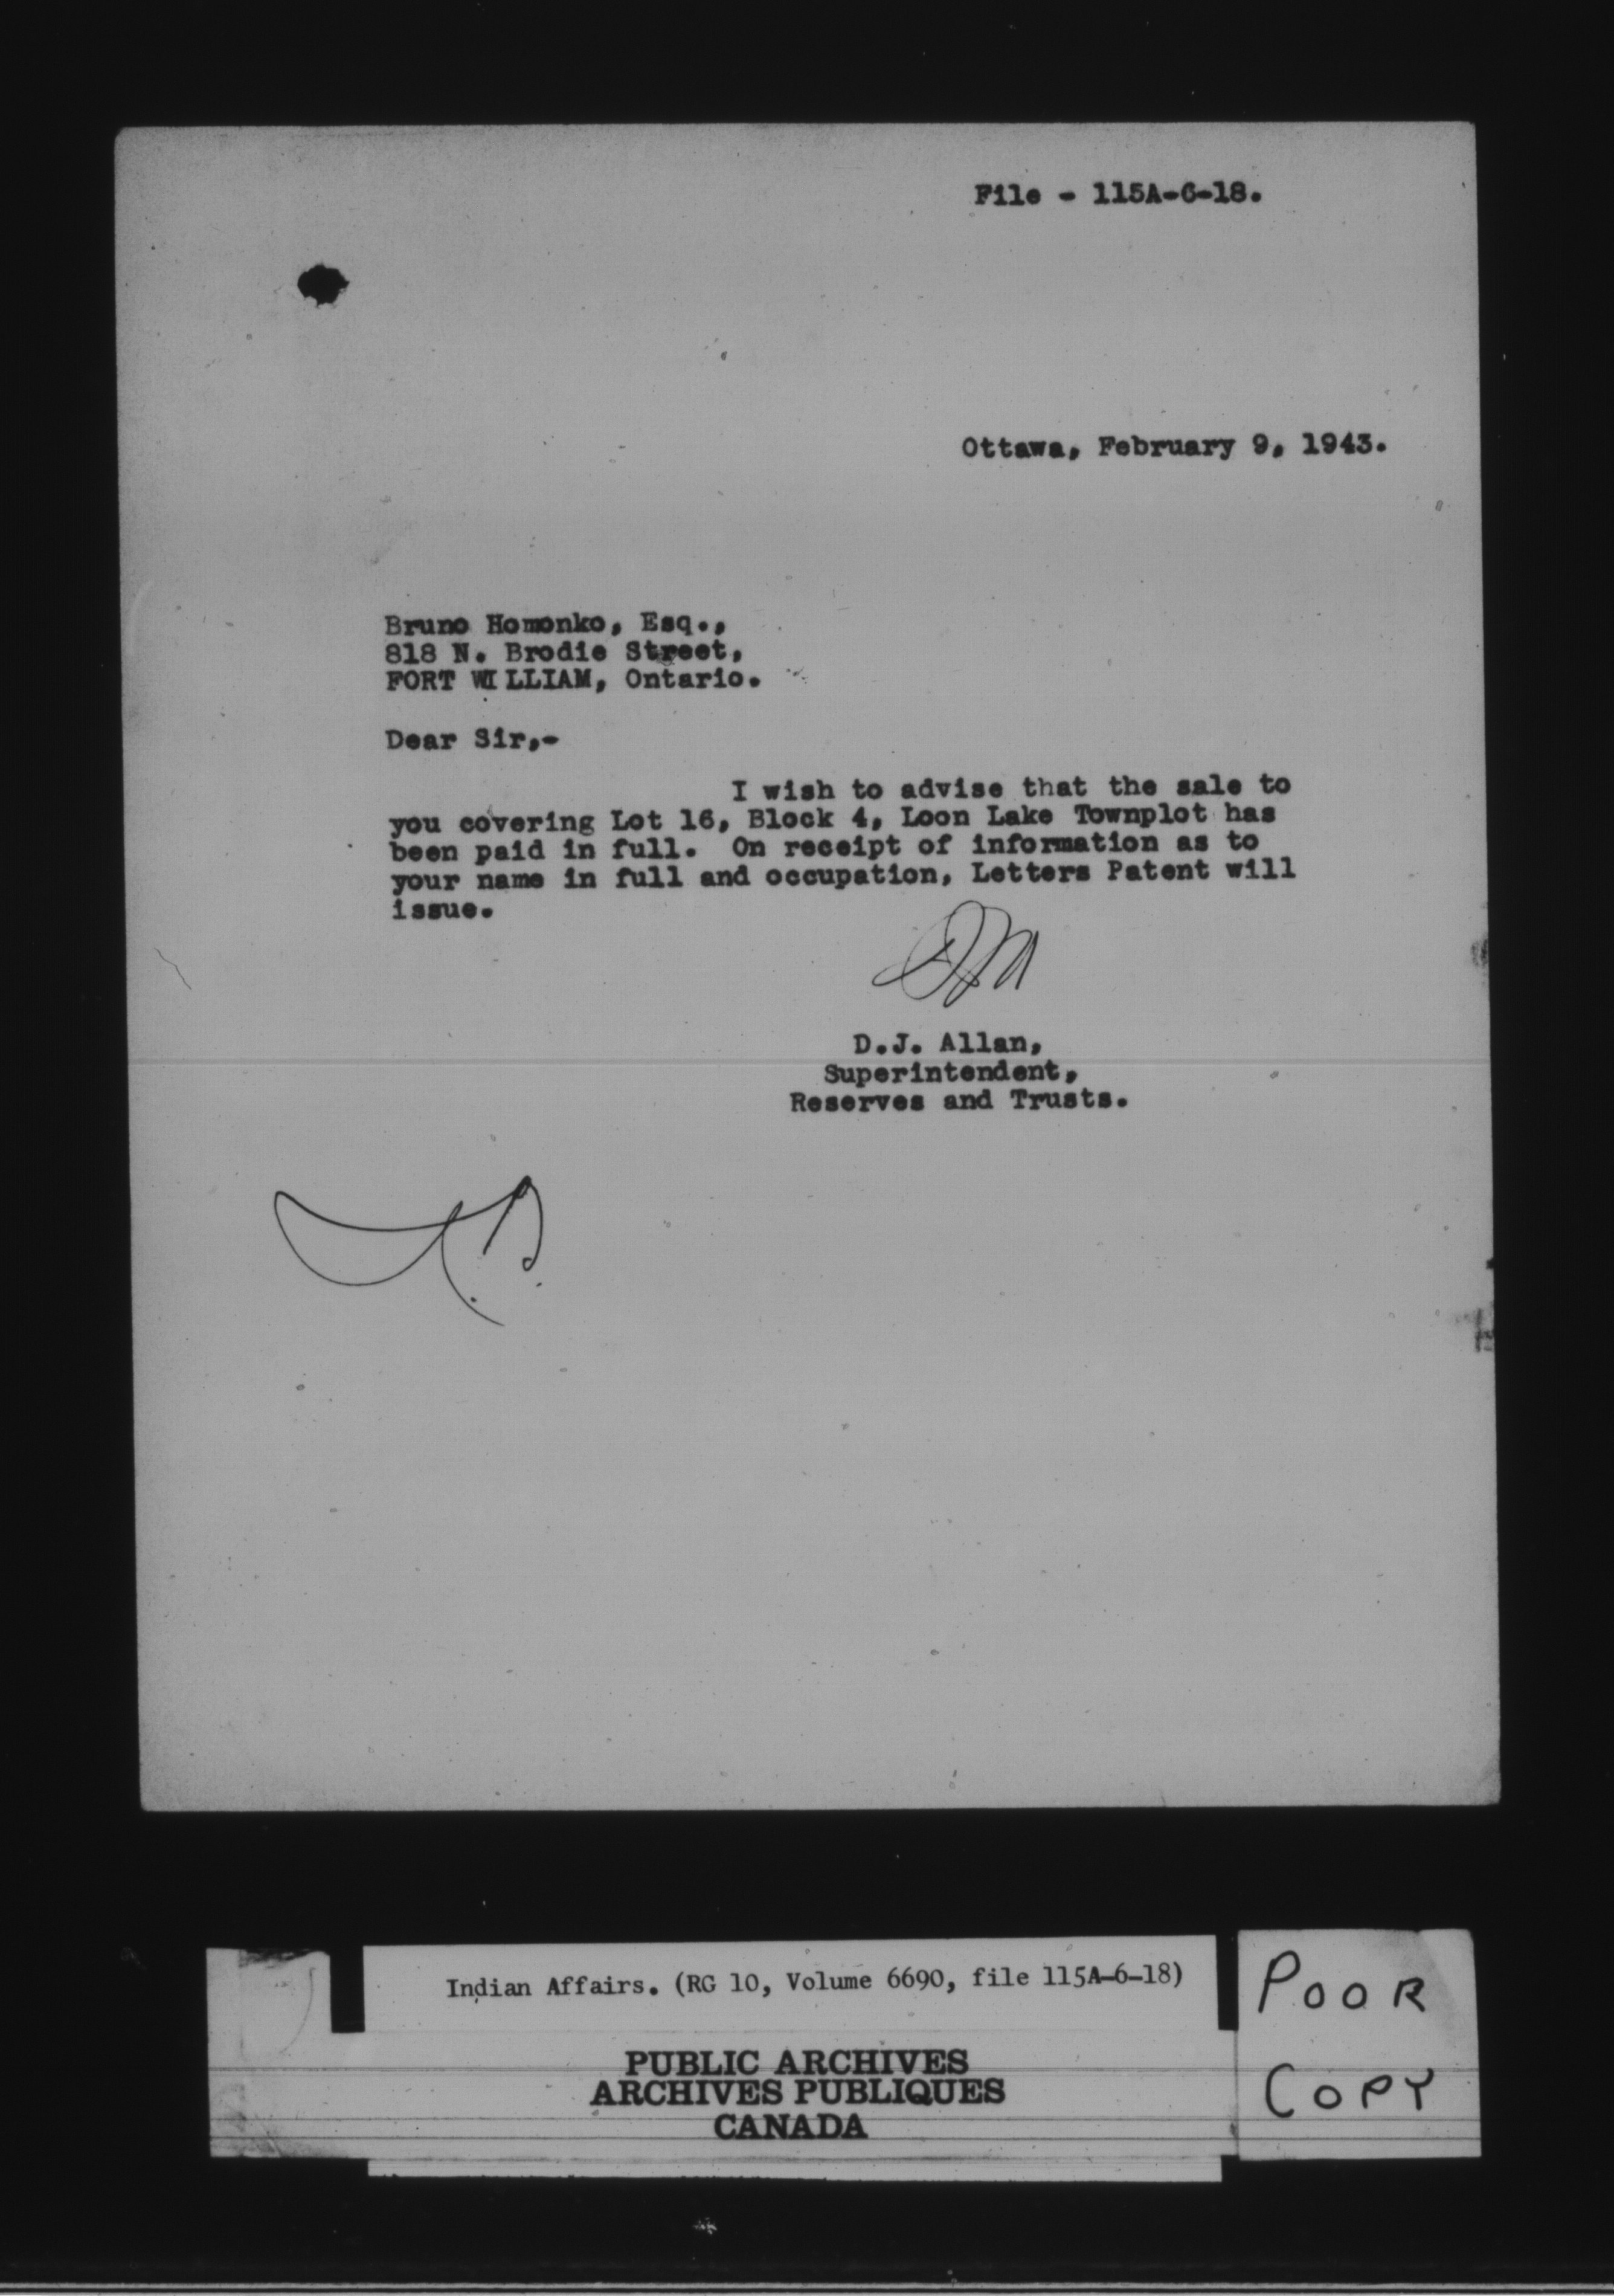 File - 115A-6-18.
Ottawa, February 9, 1943.
Bruno Homonko, Esq.,
818 N. Brodie Street,
FORT WILLIAM, Ontario.
Dear Sir,-
I wish to advise that the sale to
you covering Lot 16, Block 4, Loon Lake Townplot has
been paid in full. On receipt of information as to
your name in full and occupation, Letters Patent will
issue.
D.J. Allan,
Superintendent,
Reserves and Trusts.
Indian Affairs. (RG 10, Volume 6690, file 115A-6-18)
PUBLIC ARCHIVES
ARCHIVES PUBLIQUES
CANADA
POOR
COPY